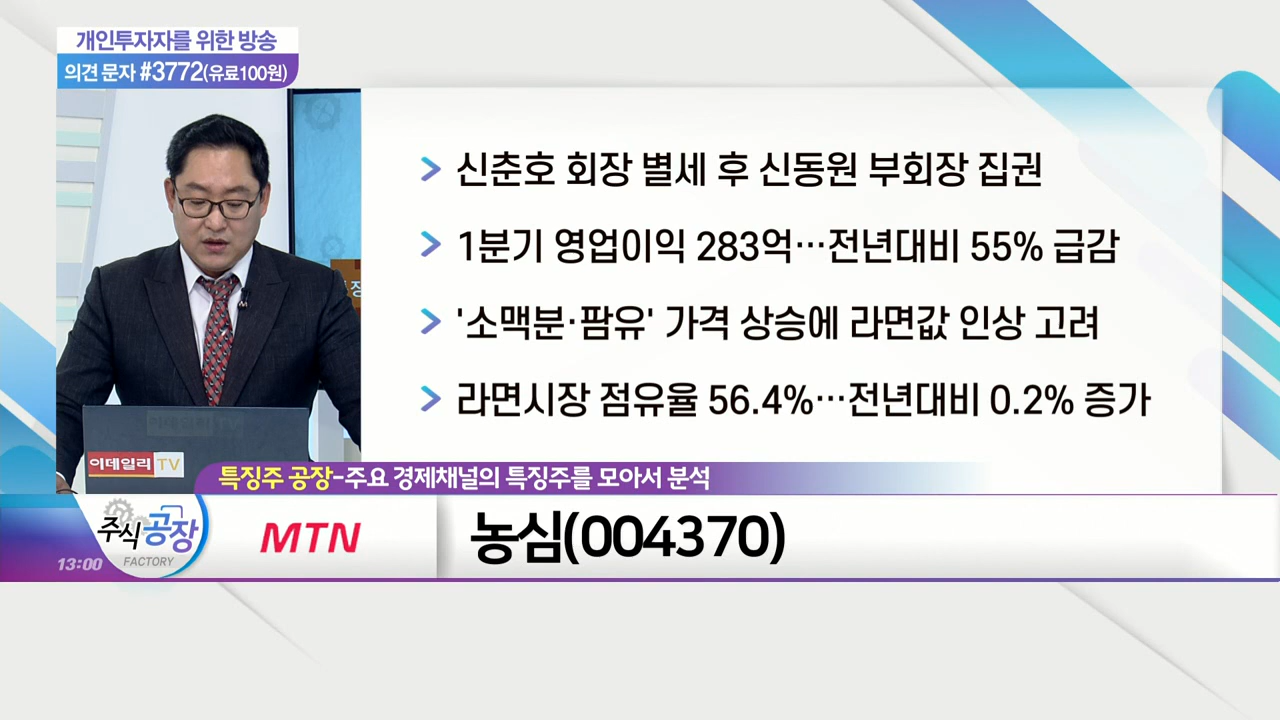 개인투자자를 위한 방송
의견 문자 #3772(유료100원)
> 신춘호 회장 별세 후 신동원 부회장 집권
> 1분기 영업이익 283억…전년대비 55% 급감
> '소맥분·팜유' 가격 상승에 라면값 인상 고려
> 라면시장 점유율 56.4%…전년대비 0.2% 증가
이데일리 TV
특징주 공장-주요 경제채널의 특징주를 모아서 분석
주식공장
FACTORY
13:00
MTN
농심(004370)